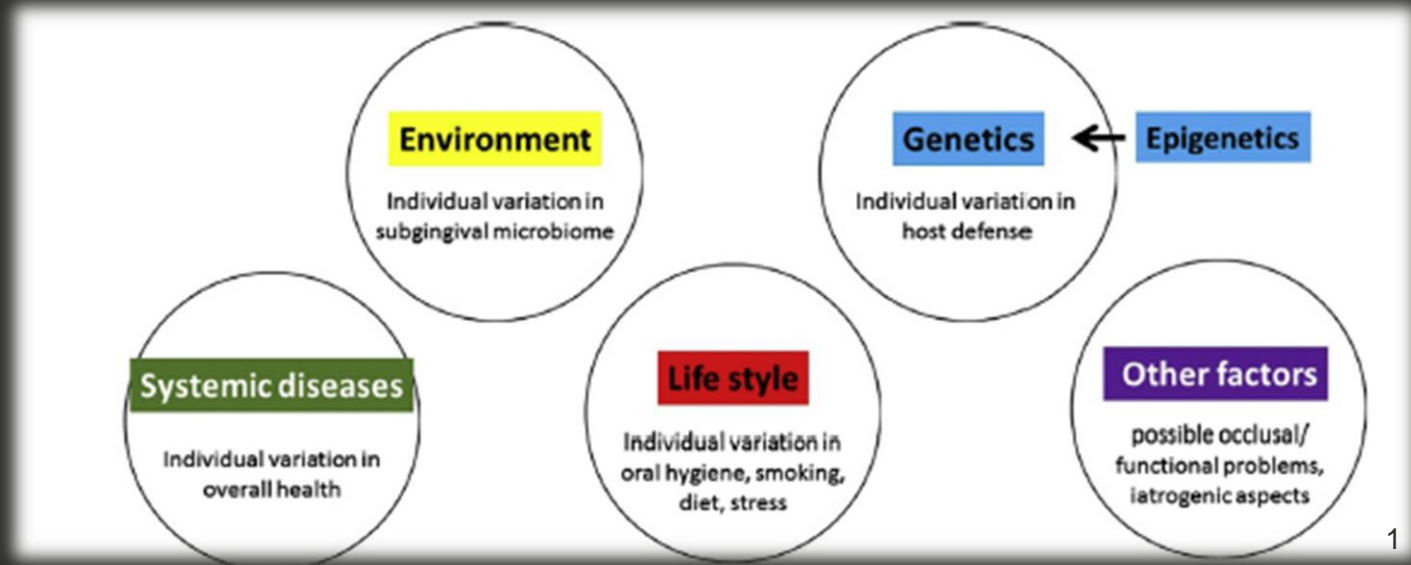 Environment
Individual variation in
subgingival microbiome
Genetics
Individual variation in
host defense
Epigenetics
Systemic diseases
Individual variation in
overall health
Life style
Individual variation in
oral hygiene, smoking,
diet, stress
Other factors
possible occlusal/
functional problems,
iatrogenic aspects
1